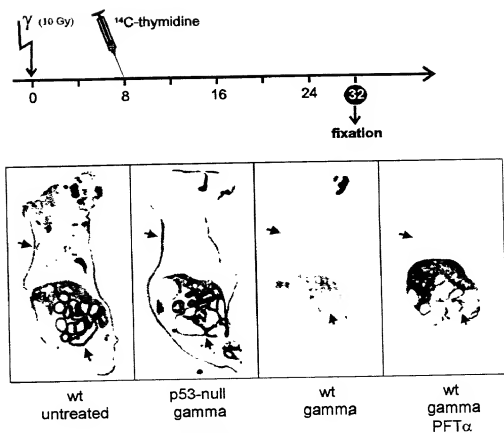 γ (10 Gy) ¹⁴C-thymidine
0 8 16 24 32
fixation
wt untreated
p53-null gamma
wt gamma
wt gamma PFTα